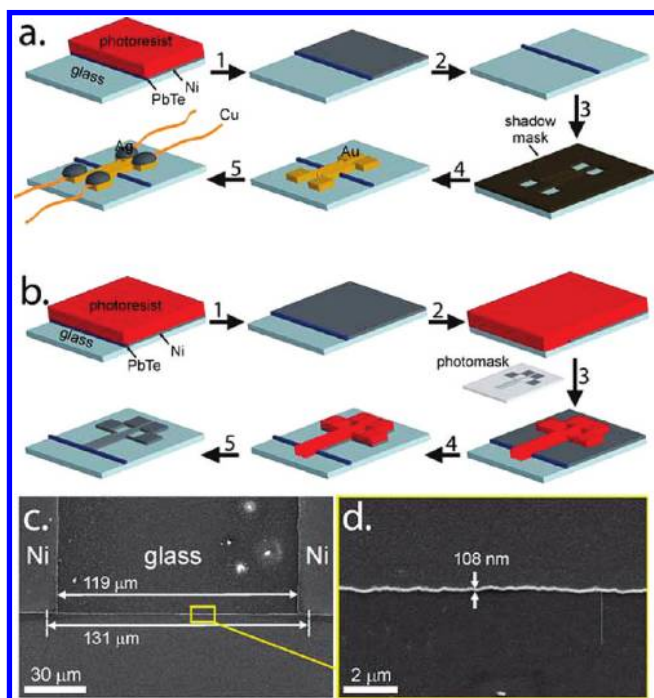 a.
photoresist
glass
Ni
PbTe
1
2
3
shadow
mask
4
Au
5
Ag
Cu
b.
photoresist
glass
Ni
PbTe
1
2
photomask
3
4
5
c.
Ni
glass
Ni
119 μm
131 μm
30 μm
d.
108 nm
2 μm